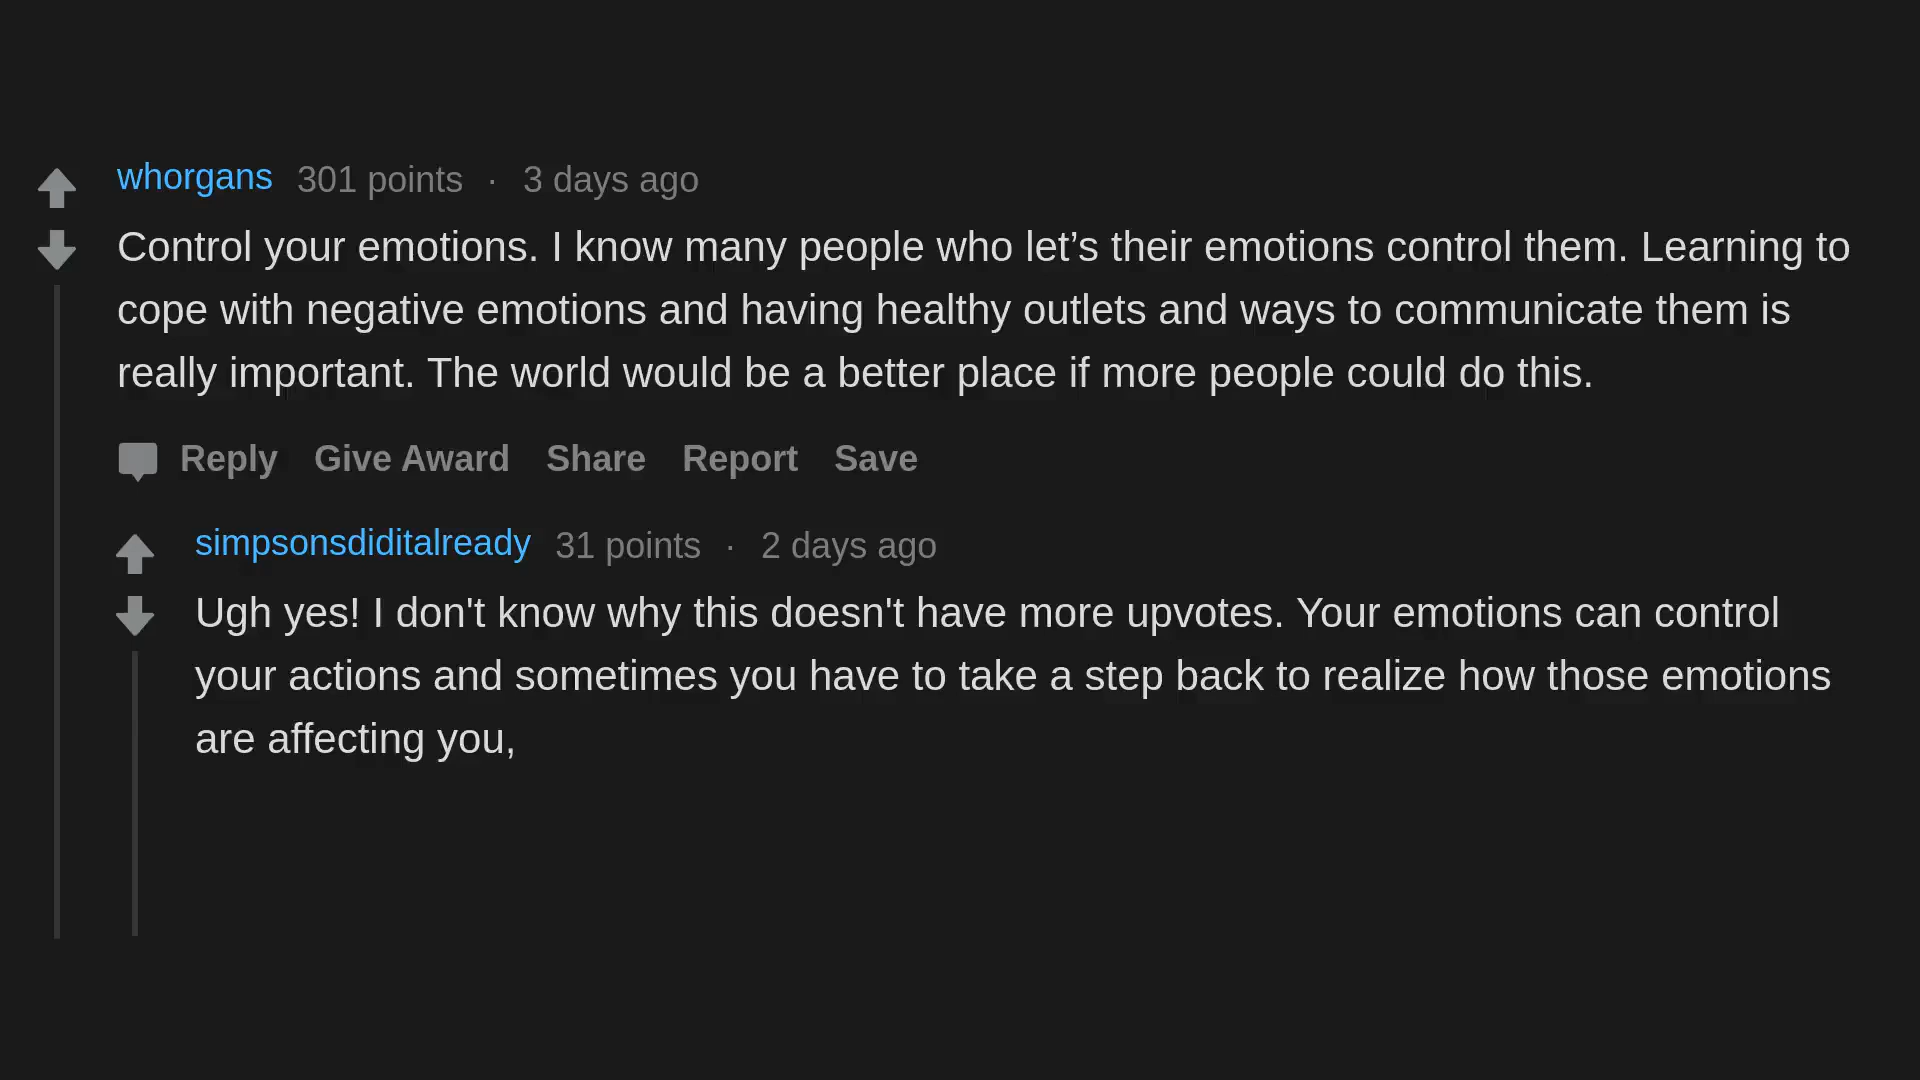 whorgans 301 points · 3 days ago
Control your emotions. I know many people who let’s their emotions control them. Learning to
cope with negative emotions and having healthy outlets and ways to communicate them is
really important. The world would be a better place if more people could do this.
Reply Give Award Share Report Save
simpsonsdiditalready 31 points · 2 days ago
Ugh yes! I don't know why this doesn't have more upvotes. Your emotions can control
your actions and sometimes you have to take a step back to realize how those emotions
are affecting you,